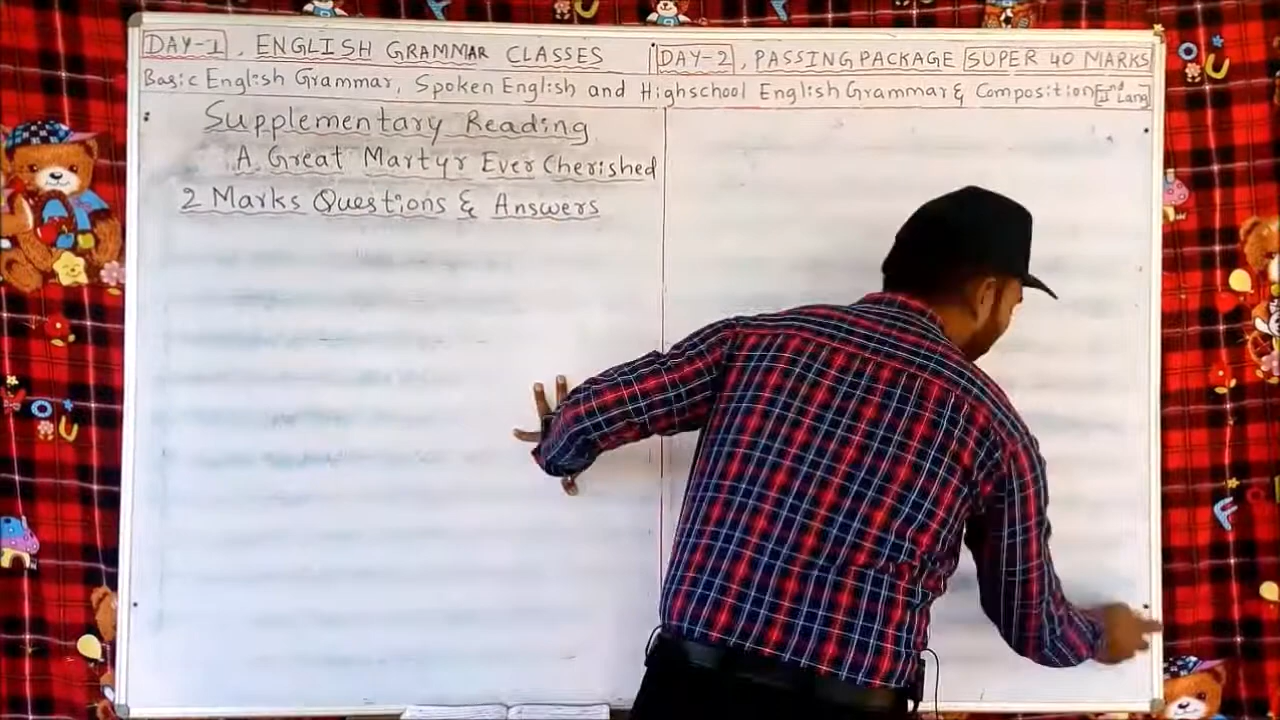 DAY-1, ENGLISH GRAMMAR CLASSES
DAY-2, PASSING PACKAGE SUPER 40 MARKS
Basic English Grammar, Spoken English and Highschool English Grammar & Composition IInd Lang
Supplementary Reading
A Great Martyr Ever Cherished
2 Marks Questions & Answers